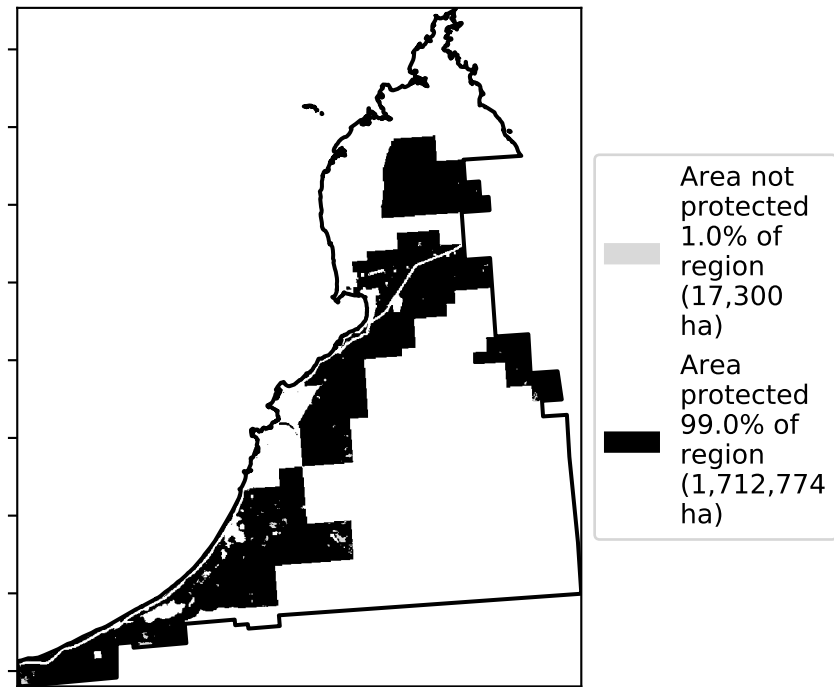 Area not
protected
1.0% of
region
(17,300
ha)
Area
protected
99.0% of
region
(1,712,774
ha)